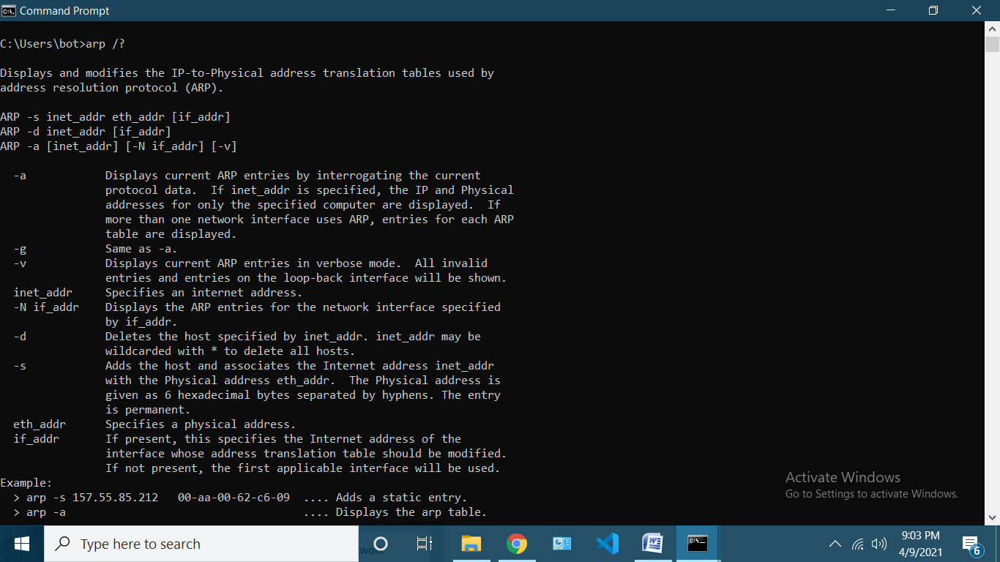 Command Prompt
C:\Users\bot>arp /?
Displays and modifies the IP-to-Physical address translation tables used by
address resolution protocol (ARP).
ARP -s inet_addr eth_addr [if_addr]
ARP -d inet_addr [if_addr]
ARP -a [inet_addr] [-N if_addr] [-v]
-a            Displays current ARP entries by interrogating the current
protocol data.  If inet_addr is specified, the IP and Physical
addresses for only the specified computer are displayed.  If
more than one network interface uses ARP, entries for each ARP
table are displayed.
-g            Same as -a.
-v            Displays current ARP entries in verbose mode.  All invalid
entries and entries on the loop-back interface will be shown.
inet_addr     Specifies an internet address.
-N if_addr    Displays the ARP entries for the network interface specified
by if_addr.
-d            Deletes the host specified by inet_addr. inet_addr may be
wildcarded with * to delete all hosts.
-s            Adds the host and associates the Internet address inet_addr
with the Physical address eth_addr.  The Physical address is
given as 6 hexadecimal bytes separated by hyphens. The entry
is permanent.
eth_addr      Specifies a physical address.
if_addr       If present, this specifies the Internet address of the
interface whose address translation table should be modified.
If not present, the first applicable interface will be used.
Example:
> arp -s 157.55.85.212   00-aa-00-62-c6-09  .... Adds a static entry.
> arp -a                                    .... Displays the arp table.
Activate Windows
Go to Settings to activate Windows.
Type here to search
9:03 PM
4/9/2021
6